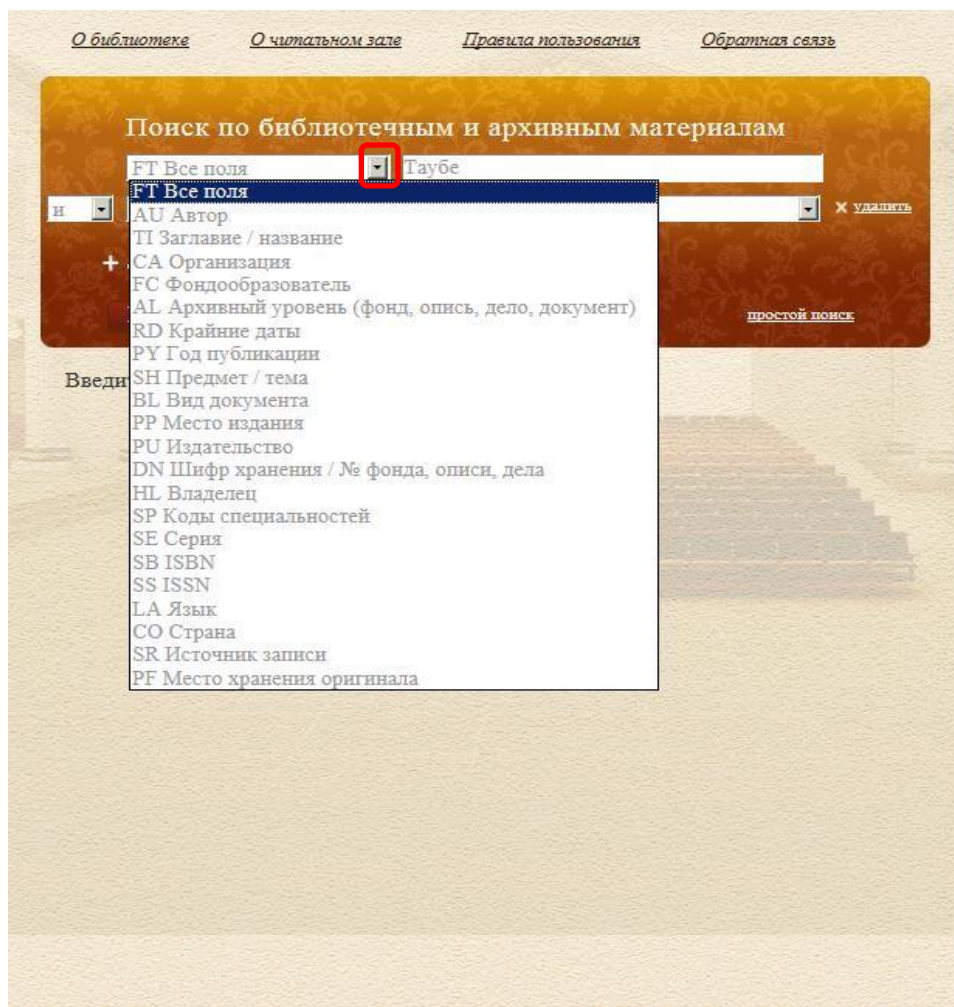 О библиотеке О читальном зале Правила пользования Обратная связь
Поиск по библиотечным и архивным материалам
FT Все поля Таубе
FT Все поля
и × удалить
AU Автор
TI Заглавие / название
+ CA Организация
FC Фондообразователь
AL Архивный уровень (фонд, опись, дело, документ)
простой поиск
RD Крайние даты
PY Год публикации
Введи
SH Предмет / тема
BL Вид документа
PP Место издания
PU Издательство
DN Шифр хранения / № фонда, описи, дела
HL Владелец
SP Коды специальностей
SE Серия
SB ISBN
SS ISSN
LA Язык
CO Страна
SR Источник записи
PF Место хранения оригинала